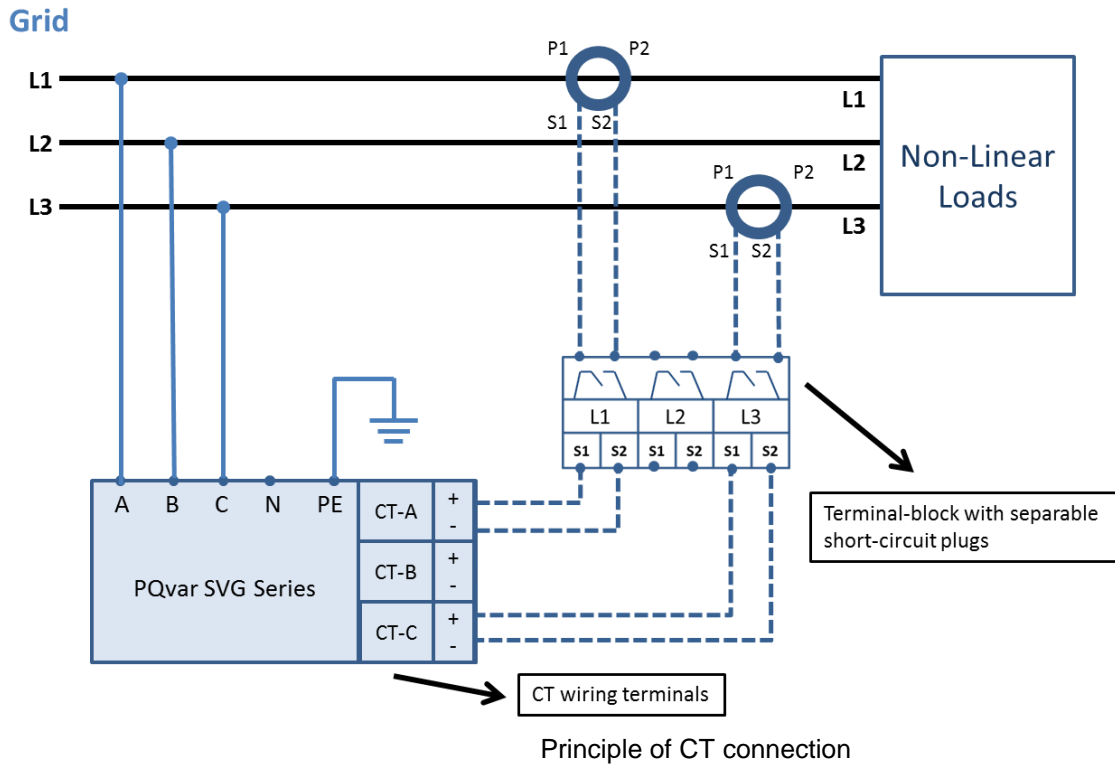 Grid
P1 P2
L1 L1
S1 S2
L2 L2
P1 P2
L3 L3
S1 S2
Non-Linear
Loads
L1 L2 L3
S1 S2 S1 S2 S1 S2
A B C N PE
CT-A + -
CT-B + -
CT-C + -
PQvar SVG Series
Terminal-block with separable
short-circuit plugs
CT wiring terminals
Principle of CT connection